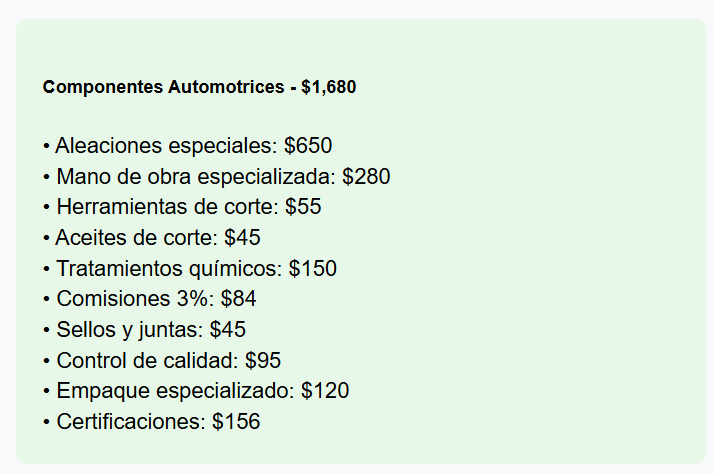 Componentes Automotrices - $1,680
• Aleaciones especiales: $650
• Mano de obra especializada: $280
• Herramientas de corte: $55
• Aceites de corte: $45
• Tratamientos químicos: $150
• Comisiones 3%: $84
• Sellos y juntas: $45
• Control de calidad: $95
• Empaque especializado: $120
• Certificaciones: $156